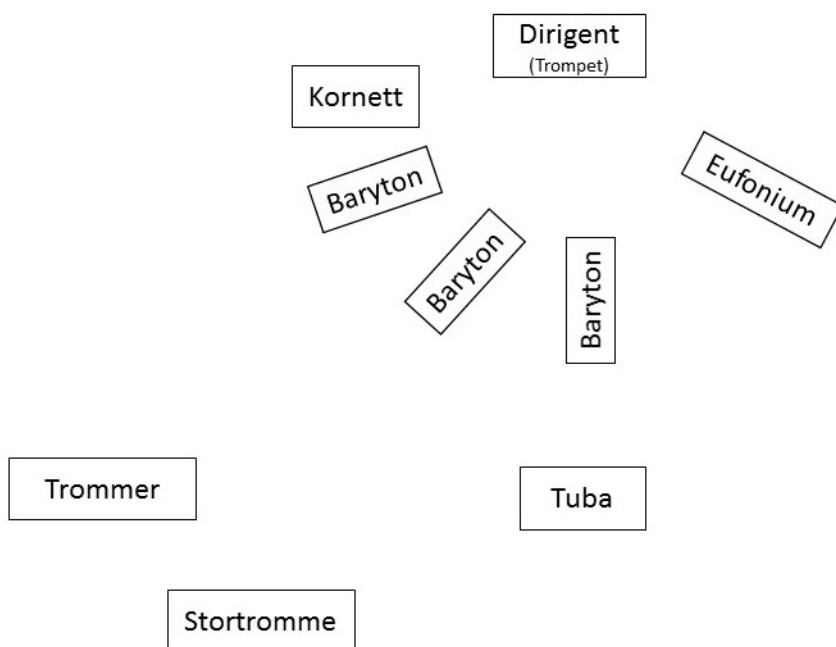 Dirigent
(Trompet)
Kornett
Baryton
Eufonium
Baryton
Baryton
Trommer
Tuba
Stortromme